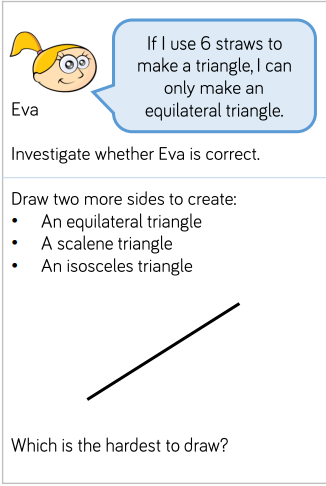 If I use 6 straws to
make a triangle, I can
only make an
equilateral triangle.
Eva
Investigate whether Eva is correct.
Draw two more sides to create:
• An equilateral triangle
• A scalene triangle
• An isosceles triangle
Which is the hardest to draw?